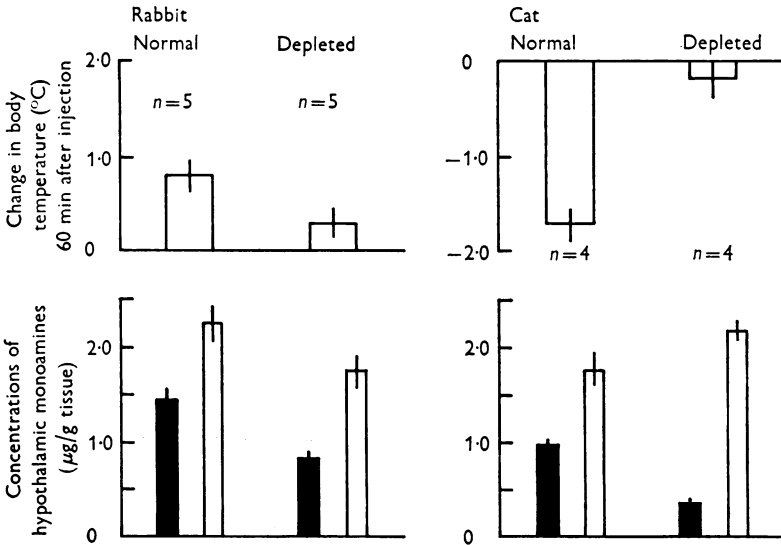 Rabbit
Normal
Depleted
Change in body
temperature (°C)
60 min after injection
2·0
1·0
0
n=5
n=5
Cat
Normal
Depleted
0
−1·0
−2·0
n=4
n=4
Concentrations of
hypothalamic monoamines
(μg/g tissue)
2·0
1·0
0
2·0
1·0
0